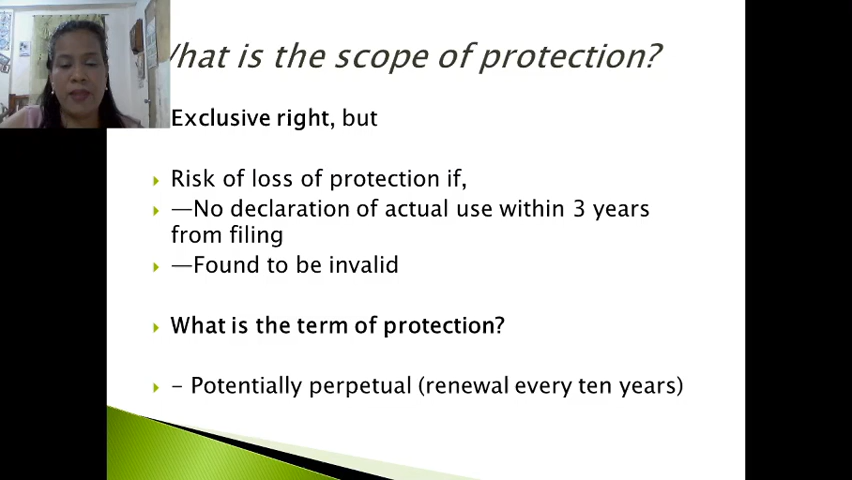 hat is the scope of protection?
Exclusive right, but
Risk of loss of protection if,
—No declaration of actual use within 3 years
from filing
—Found to be invalid
What is the term of protection?
– Potentially perpetual (renewal every ten years)